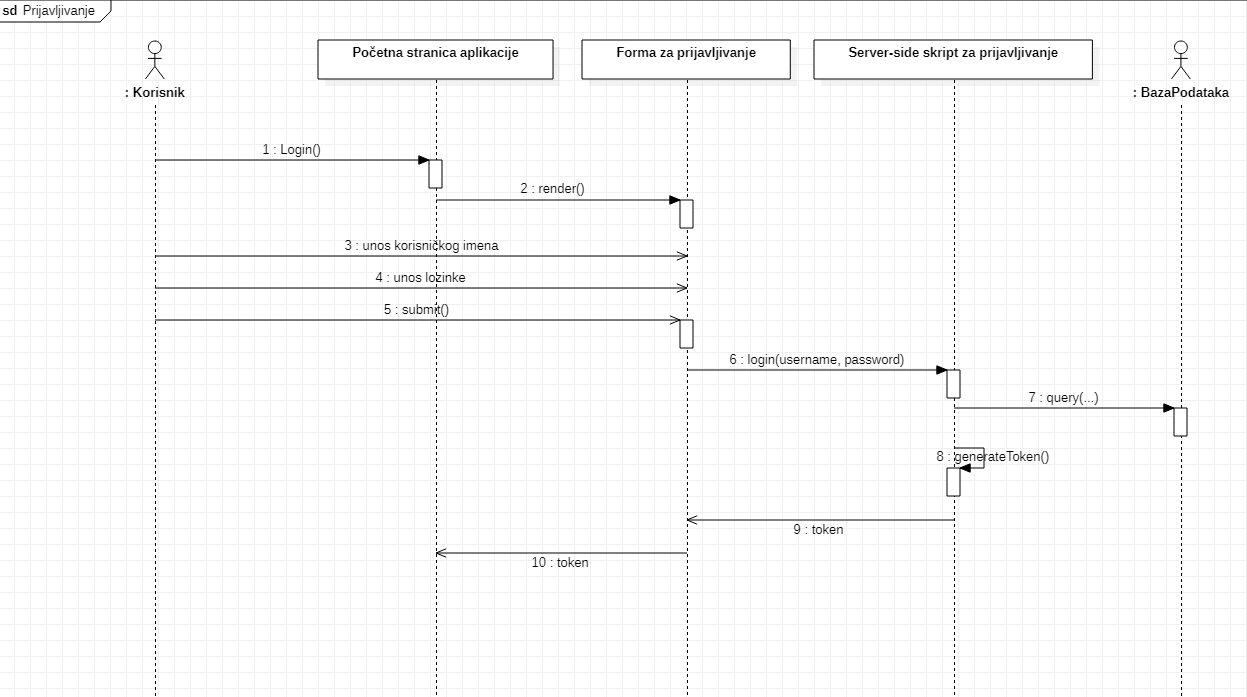 sd Prijavljivanje
Početna stranica aplikacije
Forma za prijavljivanje
Server-side skript za prijavljivanje
: Korisnik
: BazaPodataka
1 : Login()
2 : render()
3 : unos korisničkog imena
4 : unos lozinke
5 : submit()
6 : login(username, password)
7 : query(...)
8 : generateToken()
9 : token
10 : token